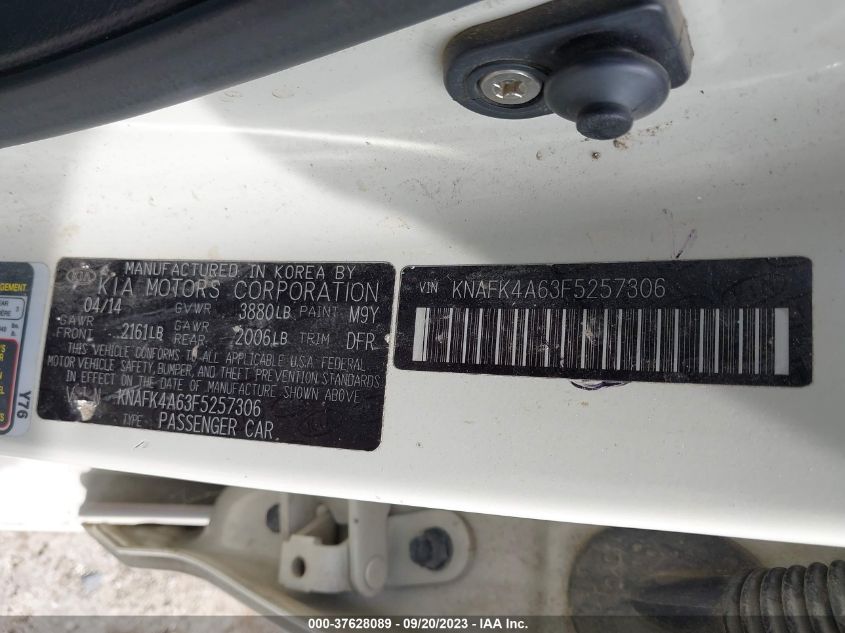 MANUFACTURED IN KOREA BY
KIA MOTORS CORPORATION
04/14 GVWR 3880LB PAINT M9Y
GAWR FRONT 2161LB GAWR REAR 2006LB TRIM DFR
THIS VEHICLE CONFORMS TO ALL APPLICABLE U.S.A. FEDERAL
MOTOR VEHICLE SAFETY, BUMPER, AND THEFT PREVENTION STANDARDS
IN EFFECT ON THE DATE OF MANUFACTURE SHOWN ABOVE
KNAFK4A63F5257306
TYPE PASSENGER CAR
VIN KNAFK4A63F5257306
Y76
000-37628089 - 09/20/2023 - IAA Inc.